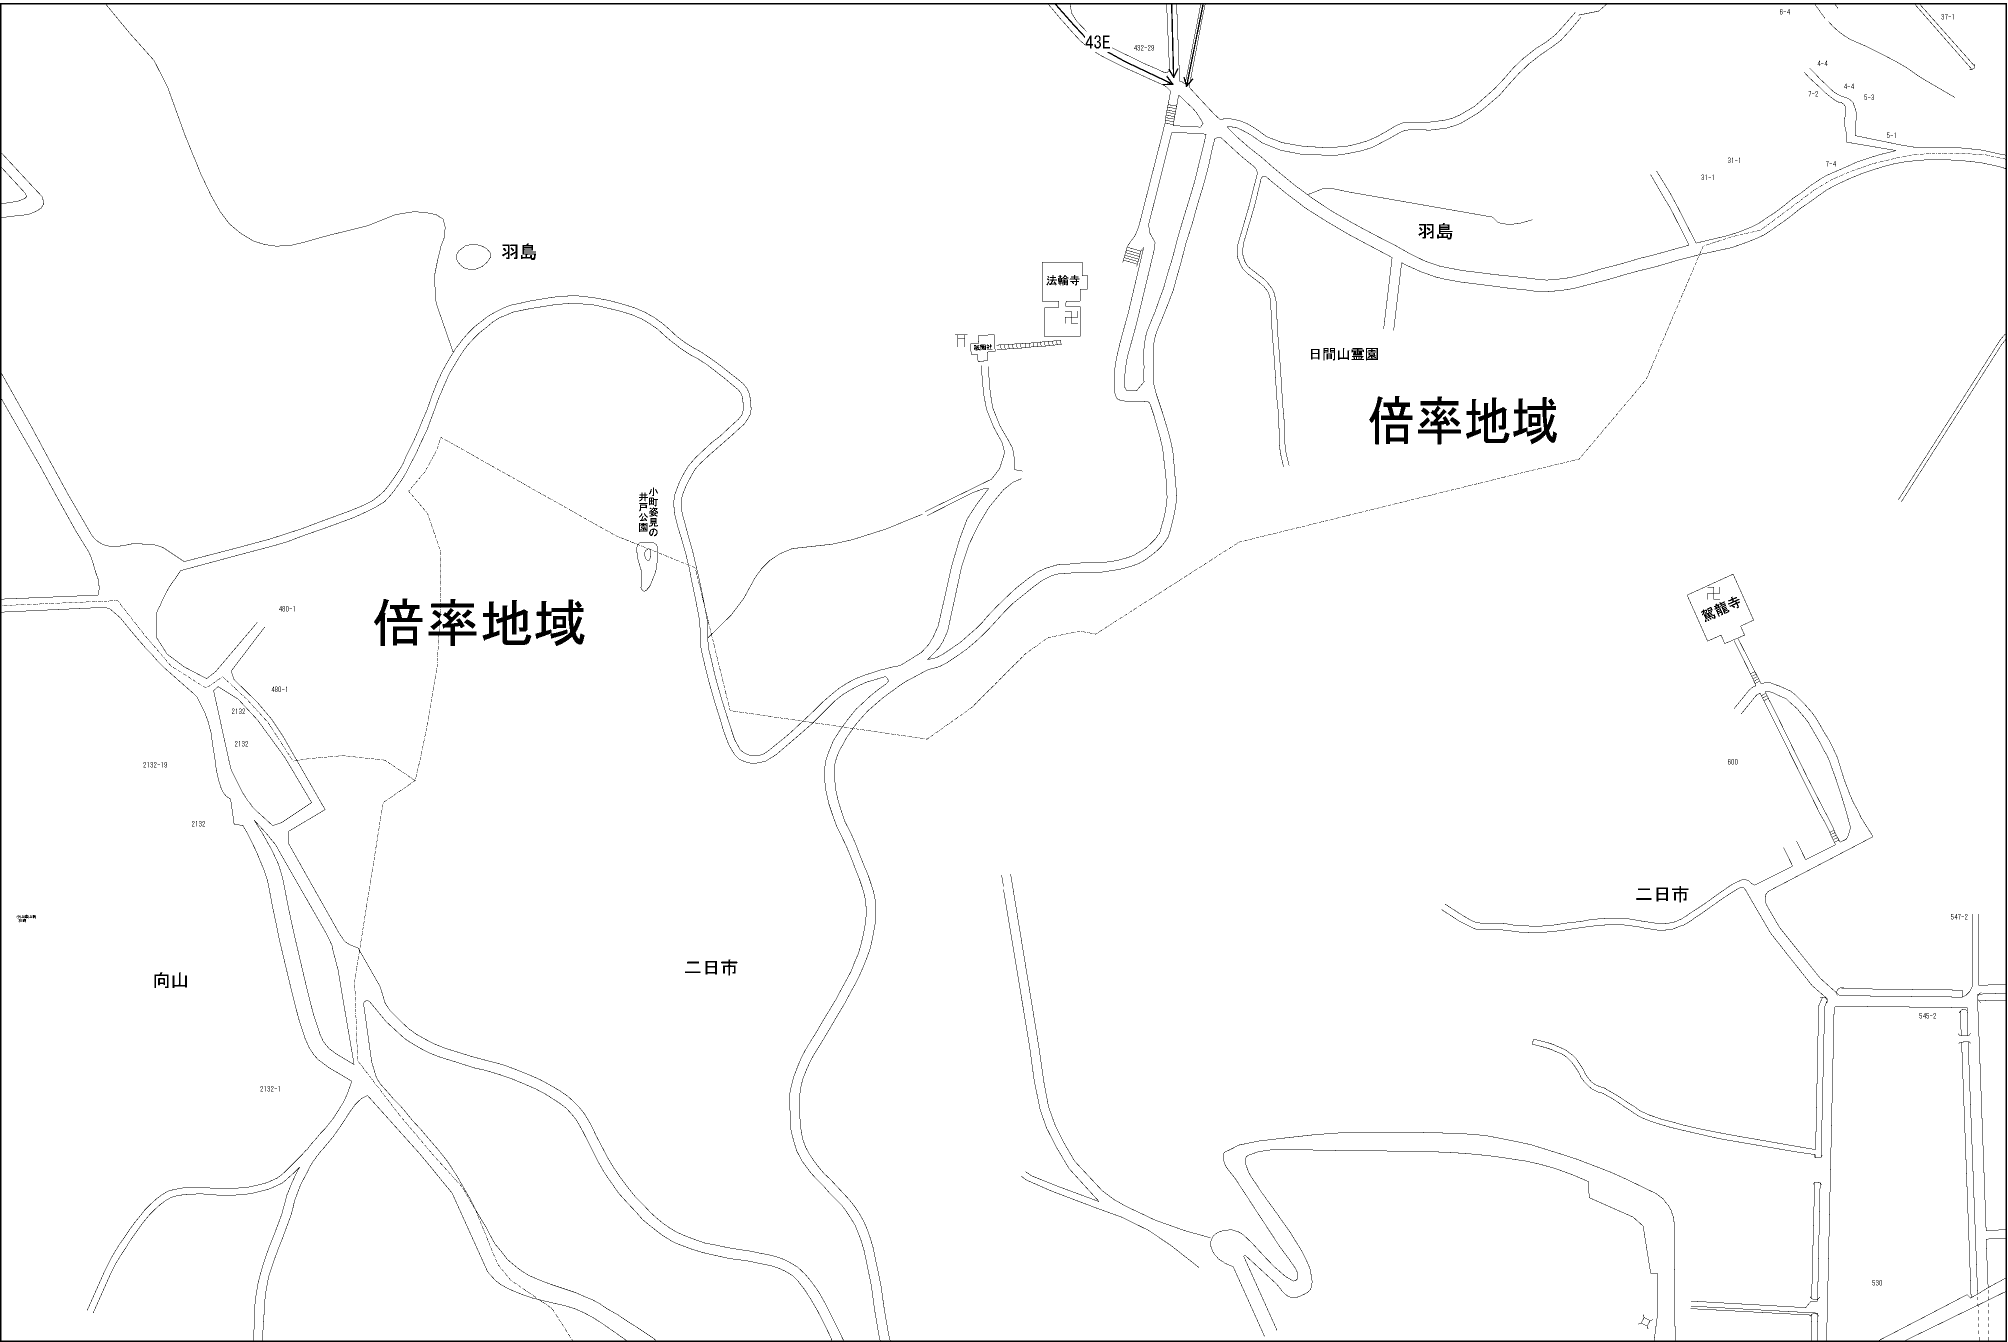 6-4
37-1
43E
432-29
4-4
4-4
7-2
5-3
5-1
31-1
7-4
31-1
羽島
羽島
法輪寺
祇園社
日間山霊園
倍率地域
小町姿見の
井戸公園
駕龍寺
480-1
倍率地域
480-1
2132
2132
2132-19
600
2132
二日市
547-2
二日市
向山
545-2
2132-1
530